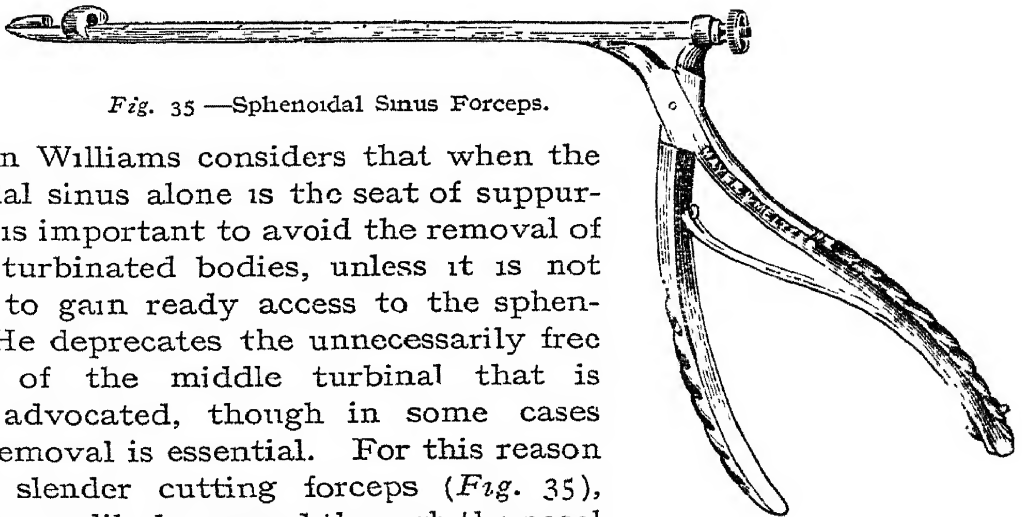 Fig. 35 —Sphenoidal Sinus Forceps.
n Williams considers that when the
al sinus alone is the seat of suppur-
is important to avoid the removal of
turbinated bodies, unless it is not
to gain ready access to the sphen-
He deprecates the unnecessarily free
of the middle turbinal that is
advocated, though in some cases
emoval is essential. For this reason
slender cutting forceps (Fig. 35),